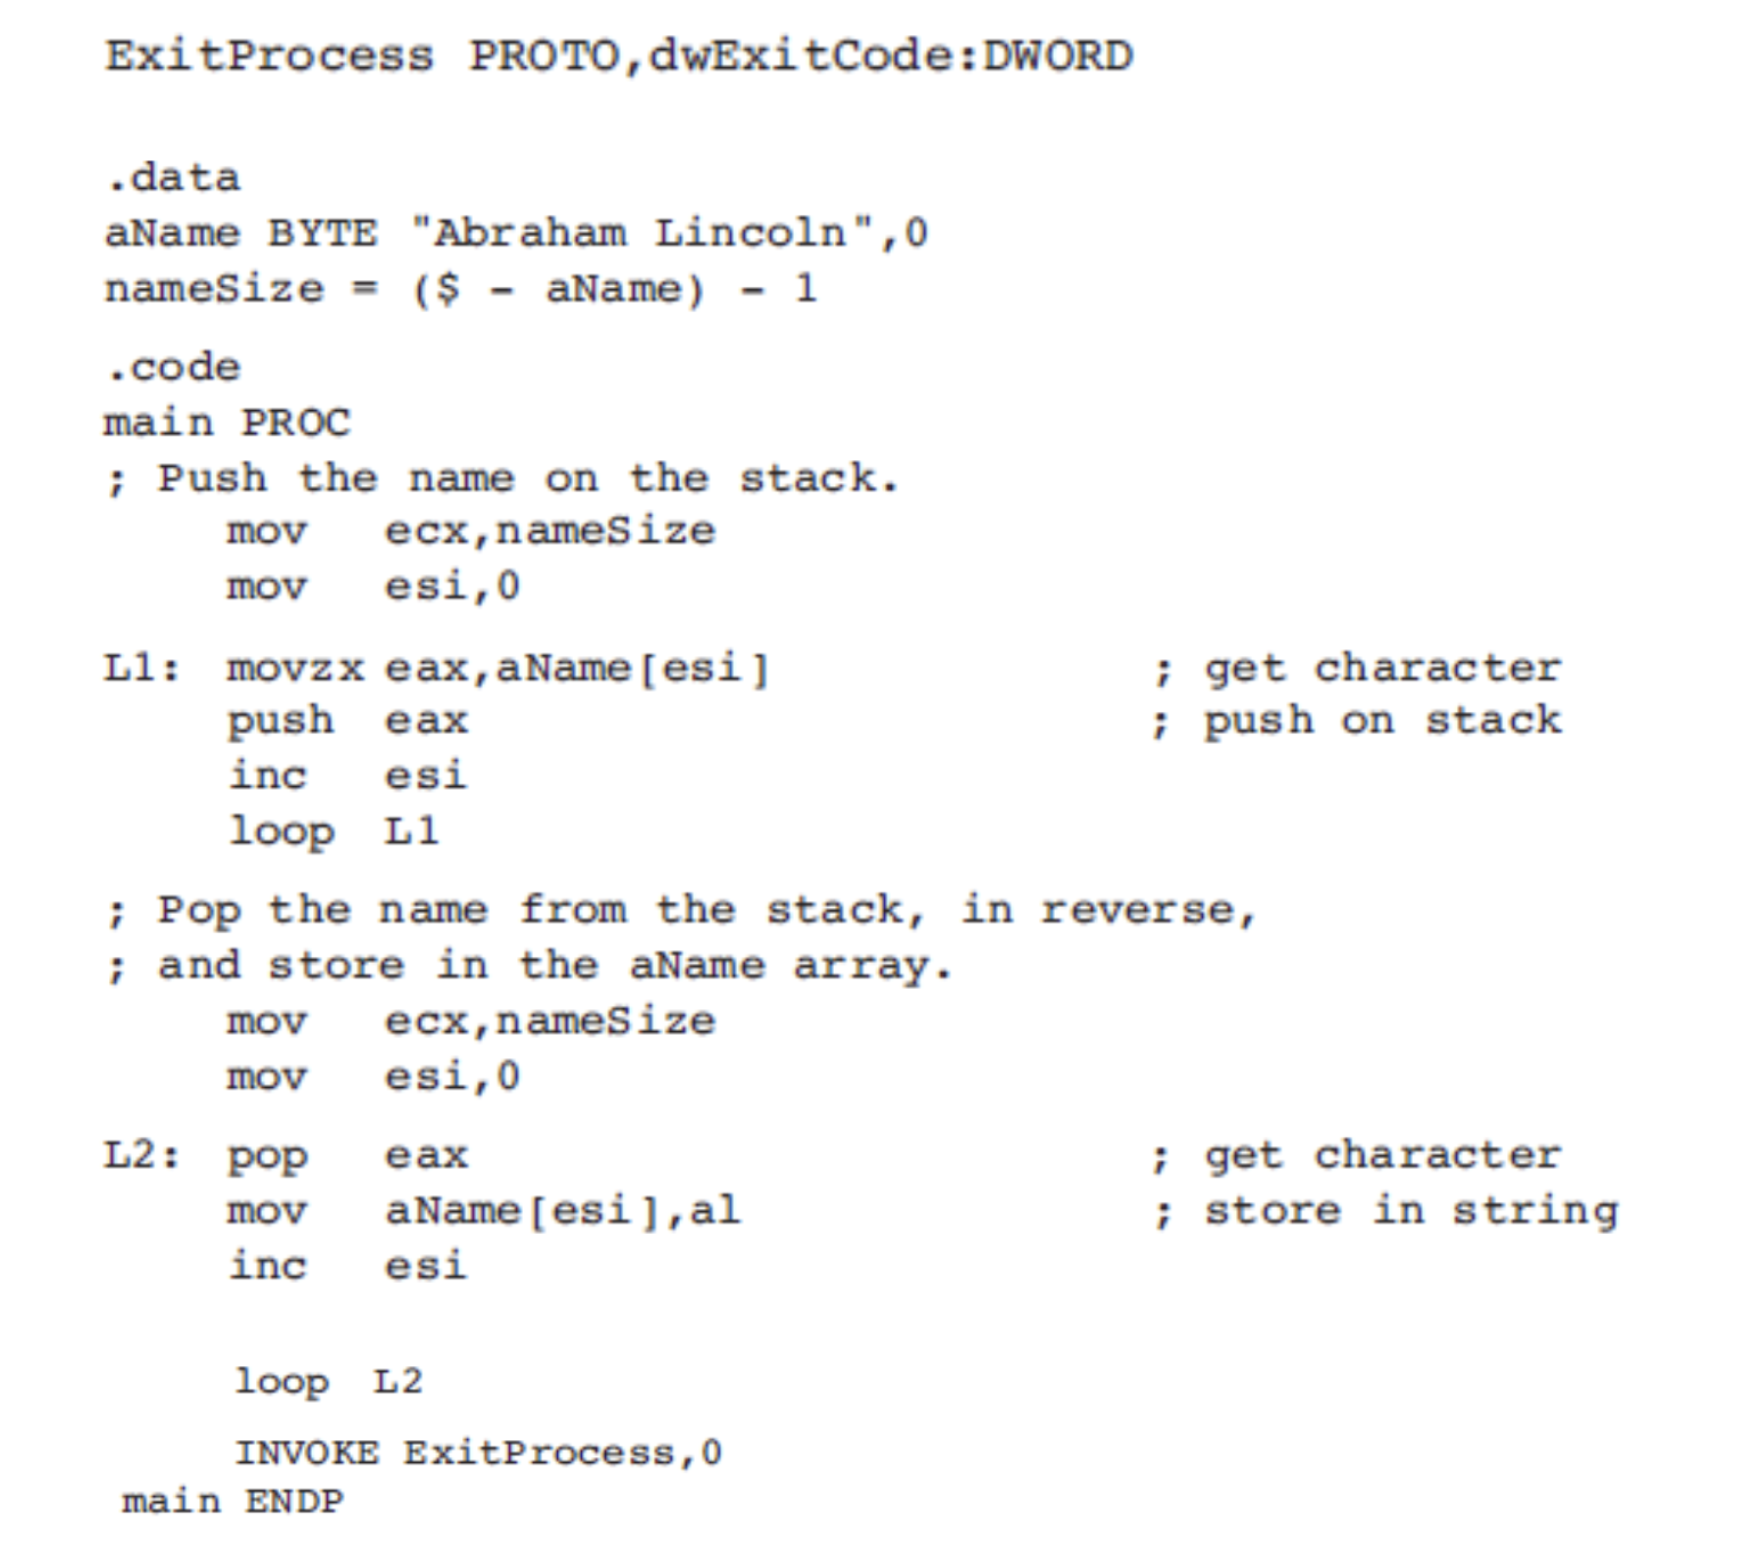 ExitProcess PROTO,dwExitCode:DWORD
.data
aName BYTE "Abraham Lincoln",0
nameSize = ($ - aName) - 1
.code
main PROC
; Push the name on the stack.
mov ecx,nameSize
mov esi,0
L1: movzx eax,aName[esi] ; get character
push eax ; push on stack
inc esi
loop L1
; Pop the name from the stack, in reverse,
; and store in the aName array.
mov ecx,nameSize
mov esi,0
L2: pop eax ; get character
mov aName[esi],al ; store in string
inc esi
loop L2
INVOKE ExitProcess,0
main ENDP